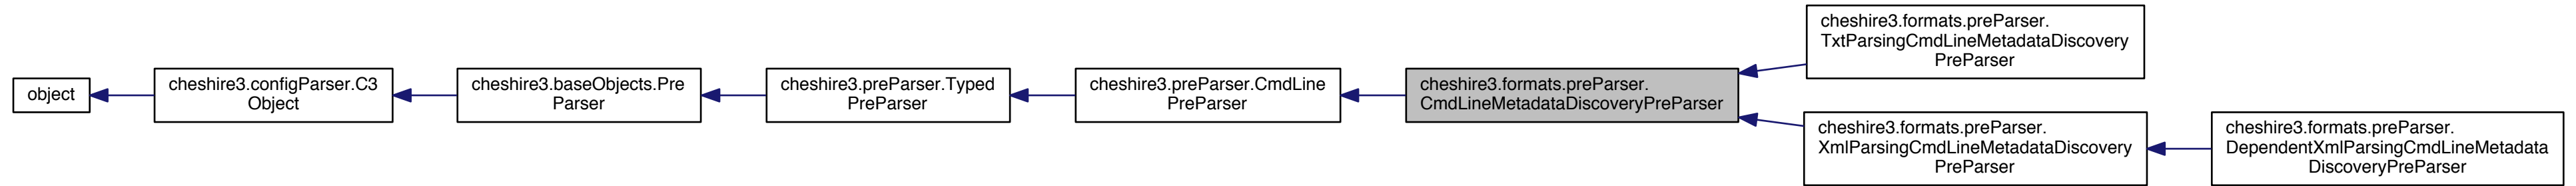 object
cheshire3.configParser.C3
Object
cheshire3.baseObjects.Pre
Parser
cheshire3.preParser.Typed
PreParser
cheshire3.preParser.CmdLine
PreParser
cheshire3.formats.preParser.
CmdLineMetadataDiscoveryPreParser
cheshire3.formats.preParser.
TxtParsingCmdLineMetadataDiscovery
PreParser
cheshire3.formats.preParser.
XmlParsingCmdLineMetadataDiscovery
PreParser
cheshire3.formats.preParser.
DependentXmlParsingCmdLineMetadata
DiscoveryPreParser